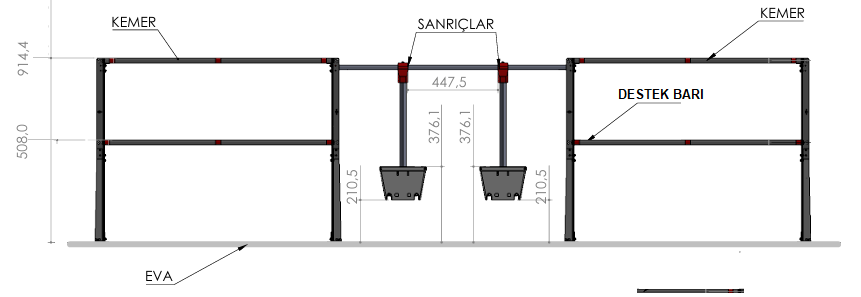 KEMER
SANRIÇLAR
KEMER
914,4
447,5
DESTEK BARI
508,0
376,1
376,1
210,5
210,5
EVA